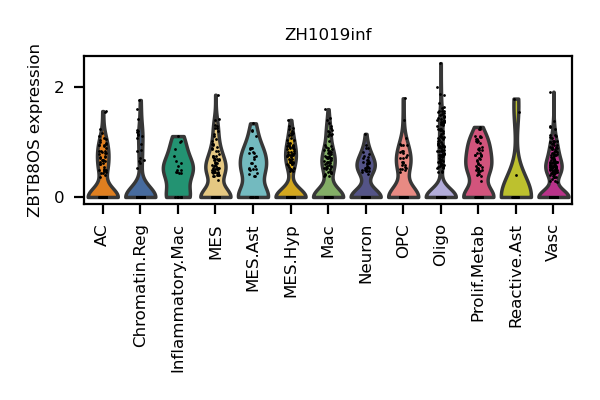 ZH1019inf
ZBTB8OS expression
2
0
AC
Chromatin.Reg
Inflammatory.Mac
MES
MES.Ast
MES.Hyp
Mac
Neuron
OPC
Oligo
Prolif.Metab
Reactive.Ast
Vasc